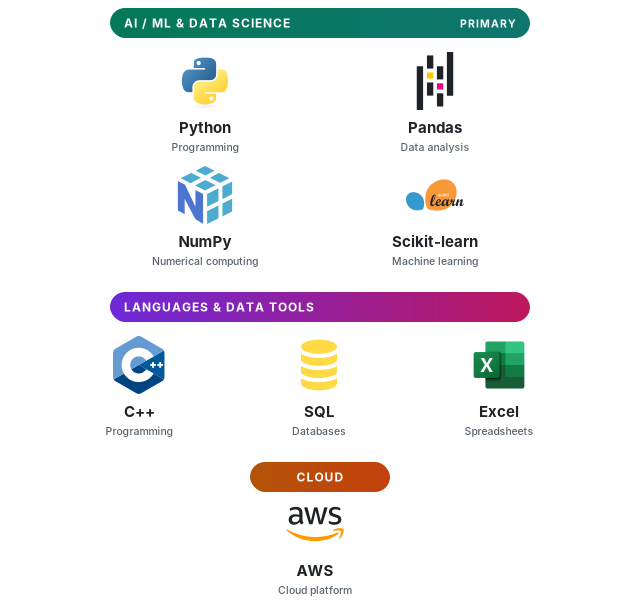 AI / ML & DATA SCIENCE PRIMARY
Python Pandas
Programming Data analysis
learn
NumPy Scikit-learn
Numerical computing Machine learning
LANGUAGES & DATA TOOLS
C++ SQL Excel
Programming Databases Spreadsheets
CLOUD
aws
AWS
Cloud platform